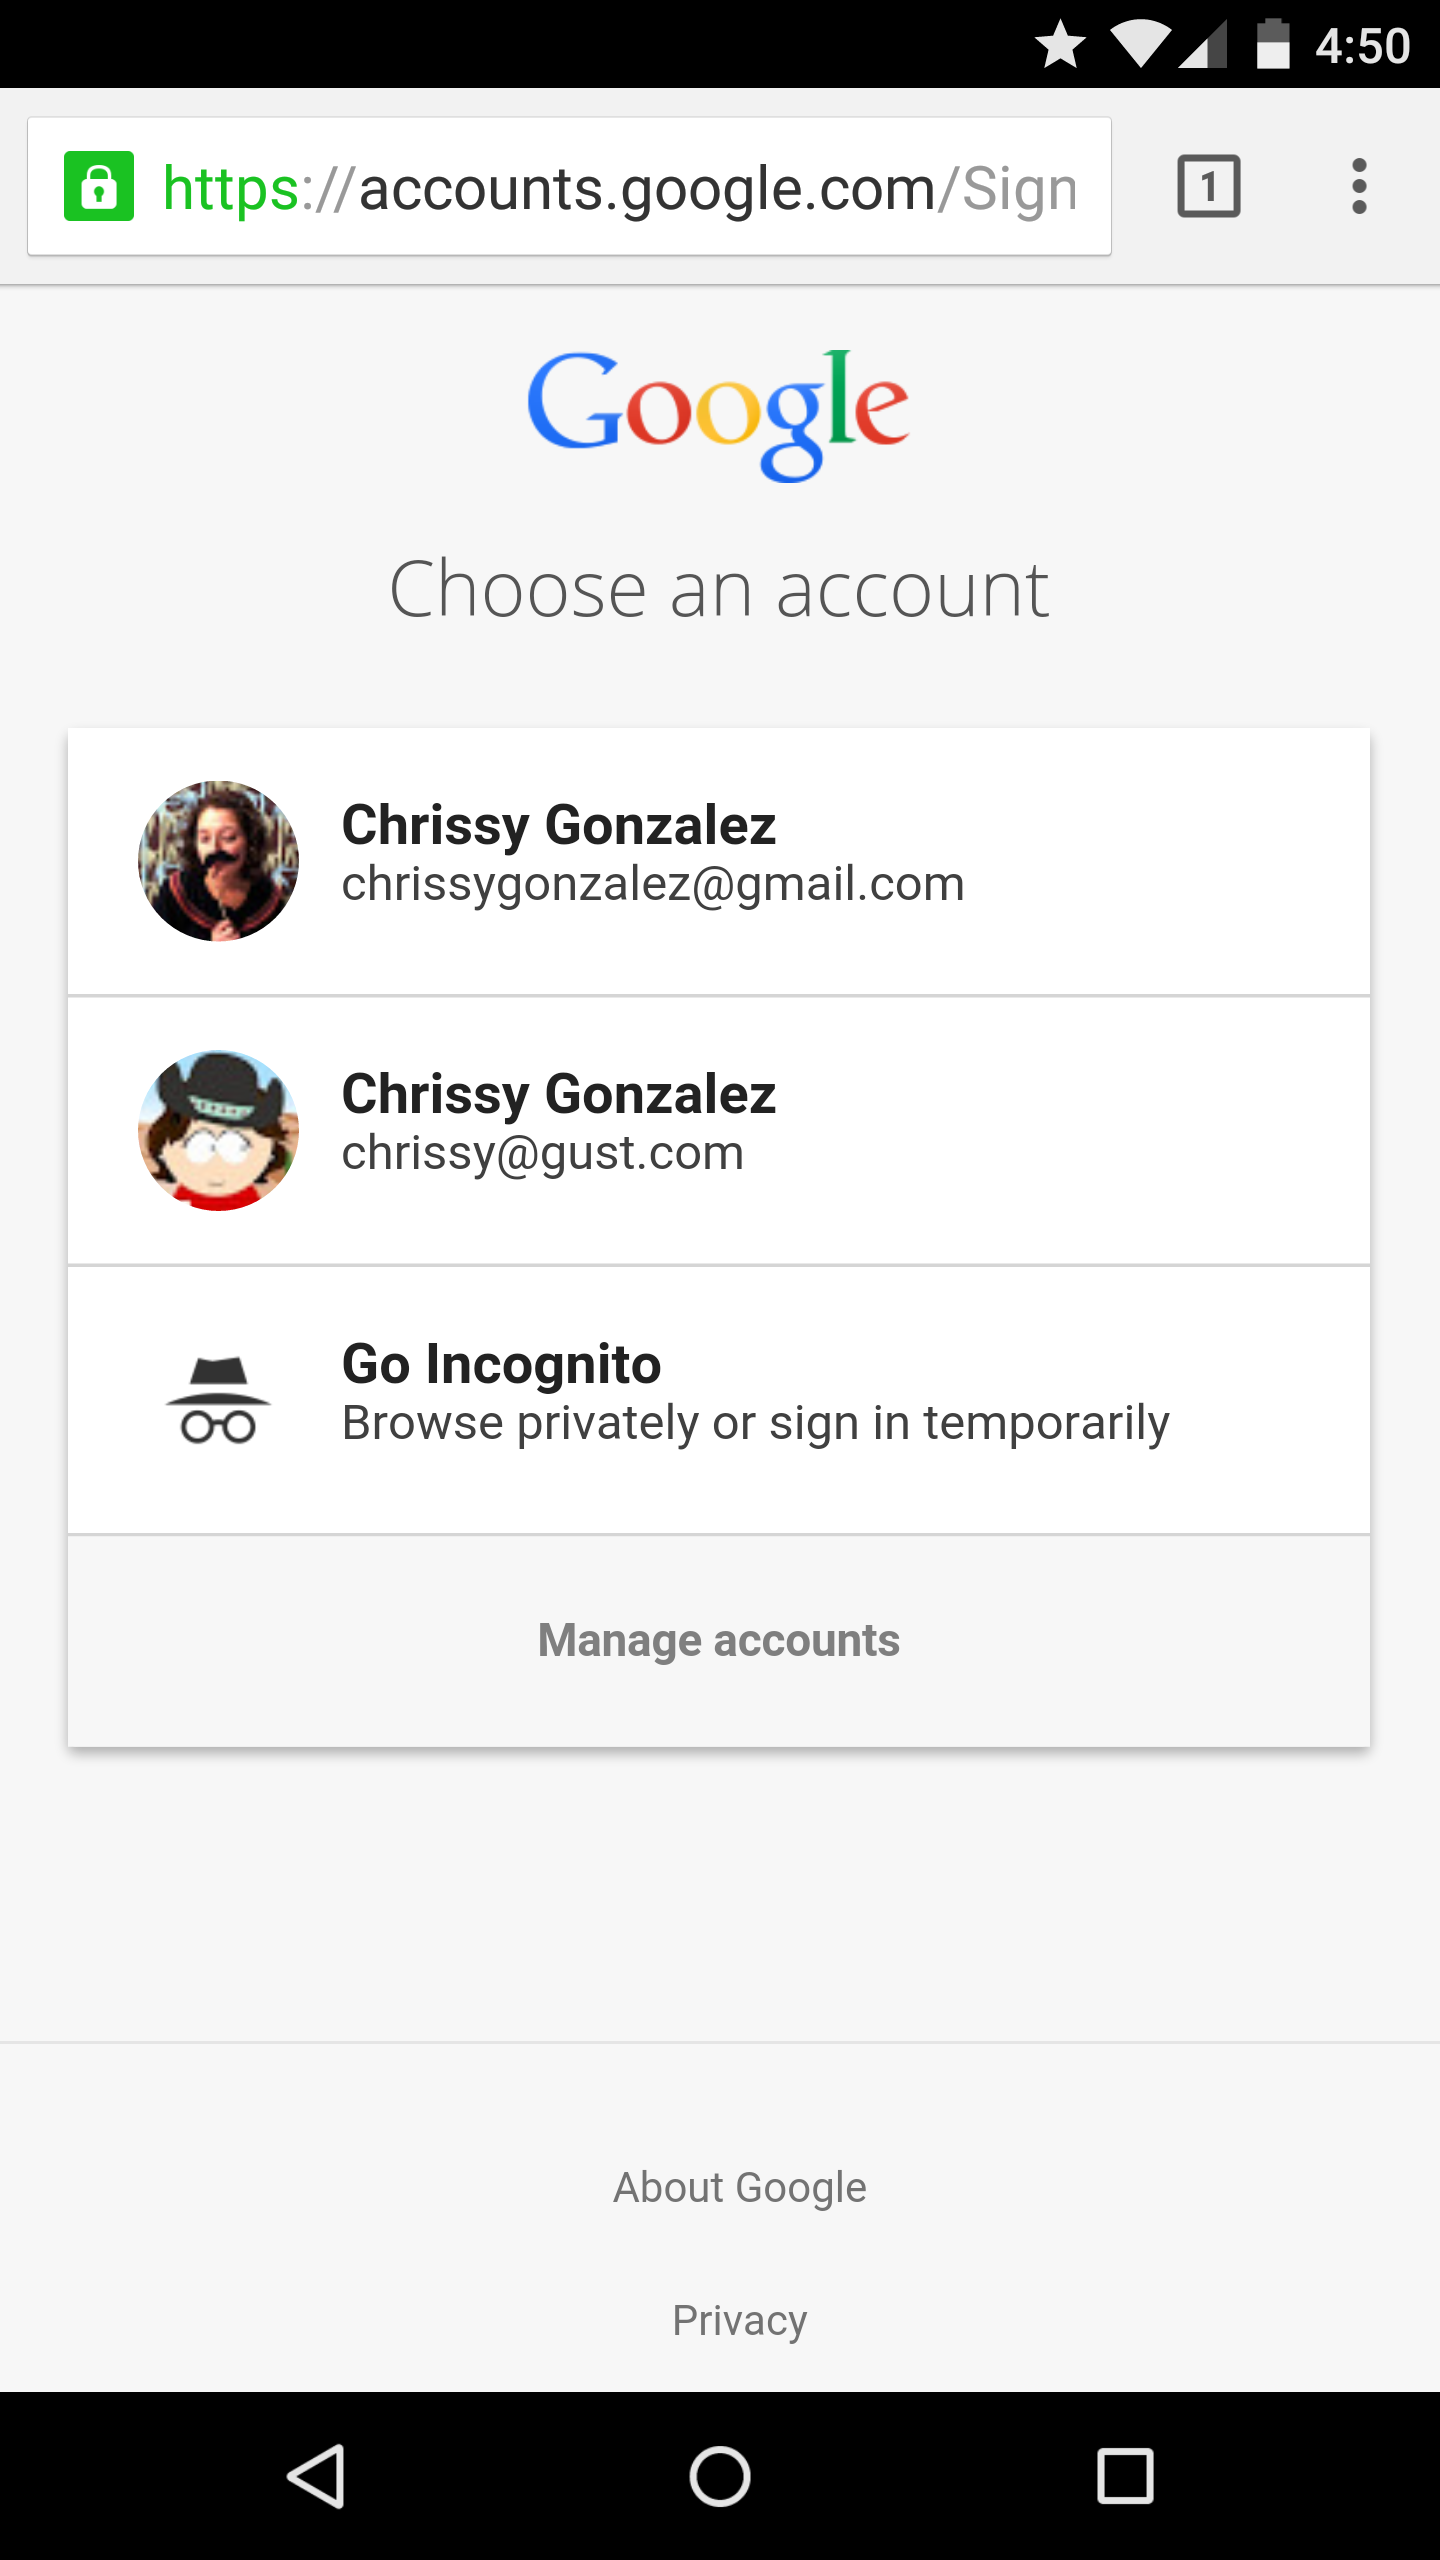 4:50
https://accounts.google.com/Sign
1
Google
Choose an account
Chrissy Gonzalez
chrissygonzalez@gmail.com
Chrissy Gonzalez
chrissy@gust.com
Go Incognito
Browse privately or sign in temporarily
Manage accounts
About Google
Privacy